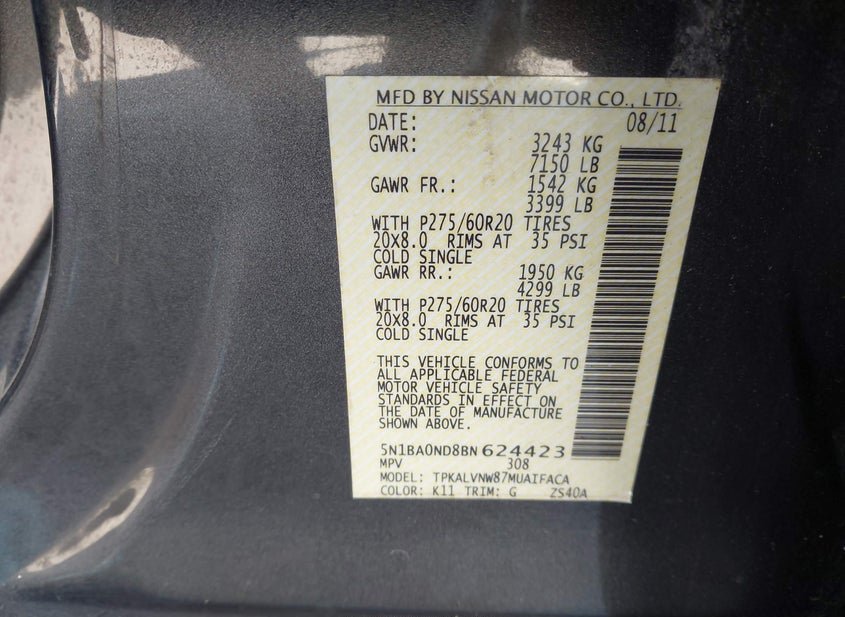 MFD BY NISSAN MOTOR CO., LTD.
DATE: 08/11
GVWR: 3243 KG
7150 LB
GAWR FR.: 1542 KG
3399 LB
WITH P275/60R20 TIRES
20X8.0 RIMS AT 35 PSI
COLD SINGLE
GAWR RR.: 1950 KG
4299 LB
WITH P275/60R20 TIRES
20X8.0 RIMS AT 35 PSI
COLD SINGLE
THIS VEHICLE CONFORMS TO
ALL APPLICABLE FEDERAL
MOTOR VEHICLE SAFETY
STANDARDS IN EFFECT ON
THE DATE OF MANUFACTURE
SHOWN ABOVE.
5N1BA0ND8BN624423
MPV 308
MODEL: TPKALVNW87MUAIFACA
COLOR: K11 TRIM: G ZS40A